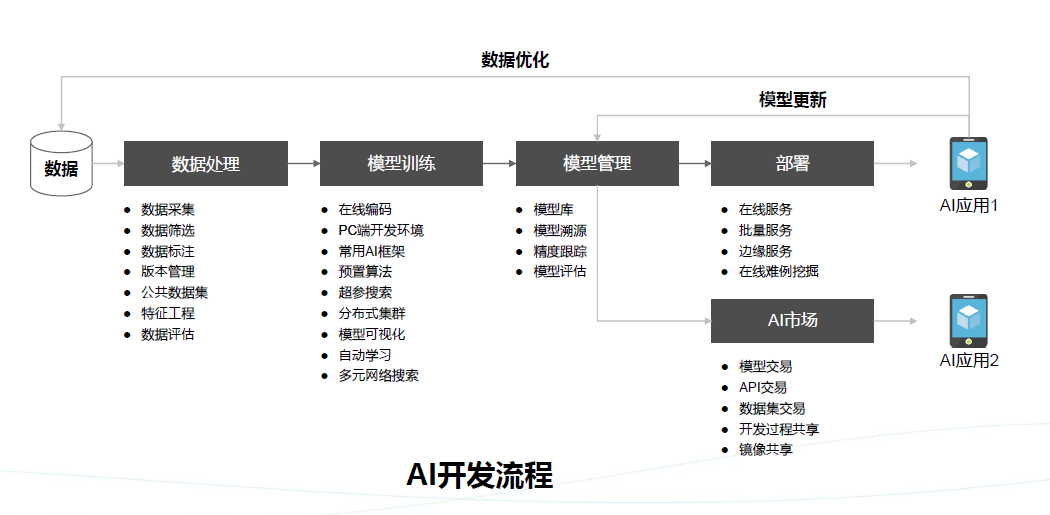 数据优化
模型更新
数据
数据处理
数据采集
数据筛选
数据标注
版本管理
公共数据集
特征工程
数据评估
模型训练
在线编码
PC端开发环境
常用AI框架
预置算法
超参搜索
分布式集群
模型可视化
自动学习
多元网络搜索
模型管理
模型库
模型溯源
精度跟踪
模型评估
部署
在线服务
批量服务
边缘服务
在线难例挖掘
AI应用1
AI市场
模型交易
API交易
数据集交易
开发过程共享
镜像共享
AI应用2
AI开发流程